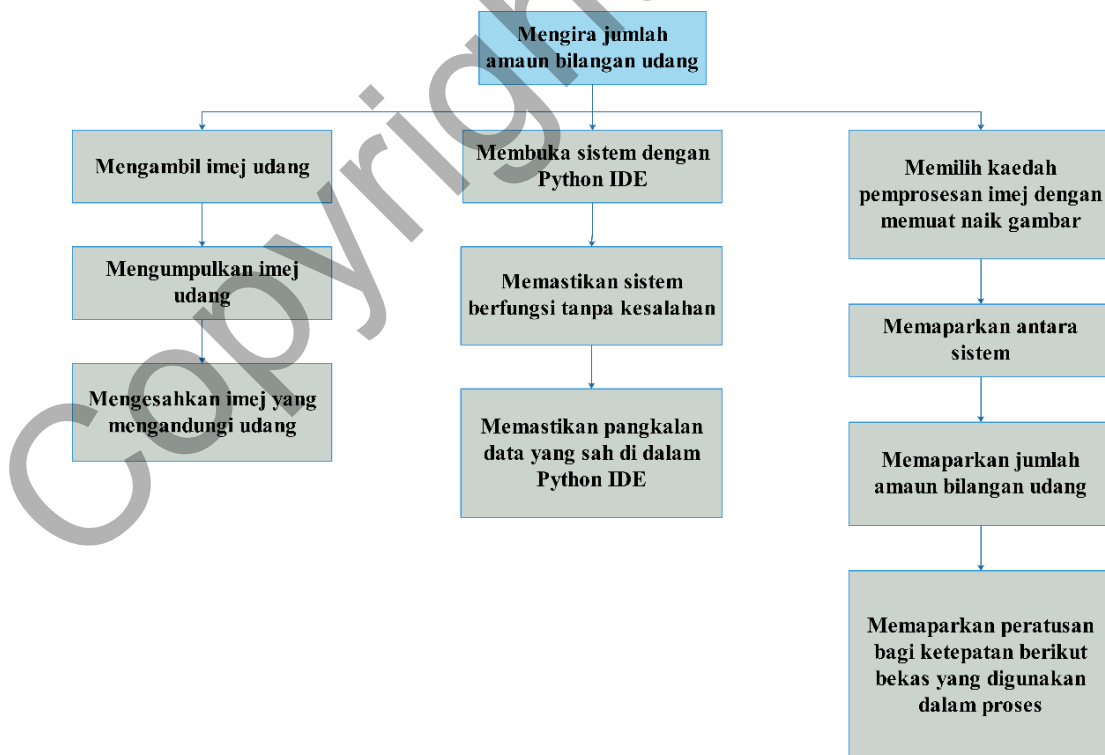 Mengira jumlah
amaun bilangan udang
Mengambil imej udang
Mengumpulkan imej
udang
Mengesahkan imej yang
mengandungi udang
Membuka sistem dengan
Python IDE
Memastikan sistem
berfungsi tanpa kesalahan
Memastikan pangkalan
data yang sah di dalam
Python IDE
Memilih kaedah
pemprosesan imej dengan
memuat naik gambar
Memaparkan antara
sistem
Memaparkan jumlah
amaun bilangan udang
Memaparkan peratusan
bagi ketepatan berikut
bekas yang digunakan
dalam proses
Copyright